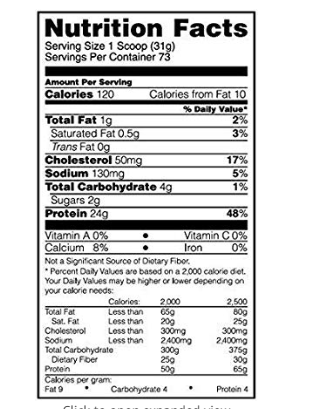 Nutrition Facts
Serving Size 1 Scoop (31g)
Servings Per Container 73
Amount Per Serving
Calories 120 Calories from Fat 10
% Daily Value*
Total Fat 1g 2%
Saturated Fat 0.5g 3%
Trans Fat 0g
Cholesterol 50mg 17%
Sodium 130mg 5%
Total Carbohydrate 4g 1%
Sugars 2g
Protein 24g 48%
Vitamin A 0% • Vitamin C 0%
Calcium 8% • Iron 0%
Not a Significant Source of Dietary Fiber.
* Percent Daily Values are based on a 2,000 calorie diet.
Your Daily Values may be higher or lower depending on
your calorie needs:
Calories: 2,000 2,500
Total Fat Less than 65g 80g
Sat. Fat Less than 20g 25g
Cholesterol Less than 300mg 300mg
Sodium Less than 2,400mg 2,400mg
Total Carbohydrate 300g 375g
Dietary Fiber 25g 30g
Protein 50g 65g
Calories per gram:
Fat 9 • Carbohydrate 4 • Protein 4
Click to open expanded view